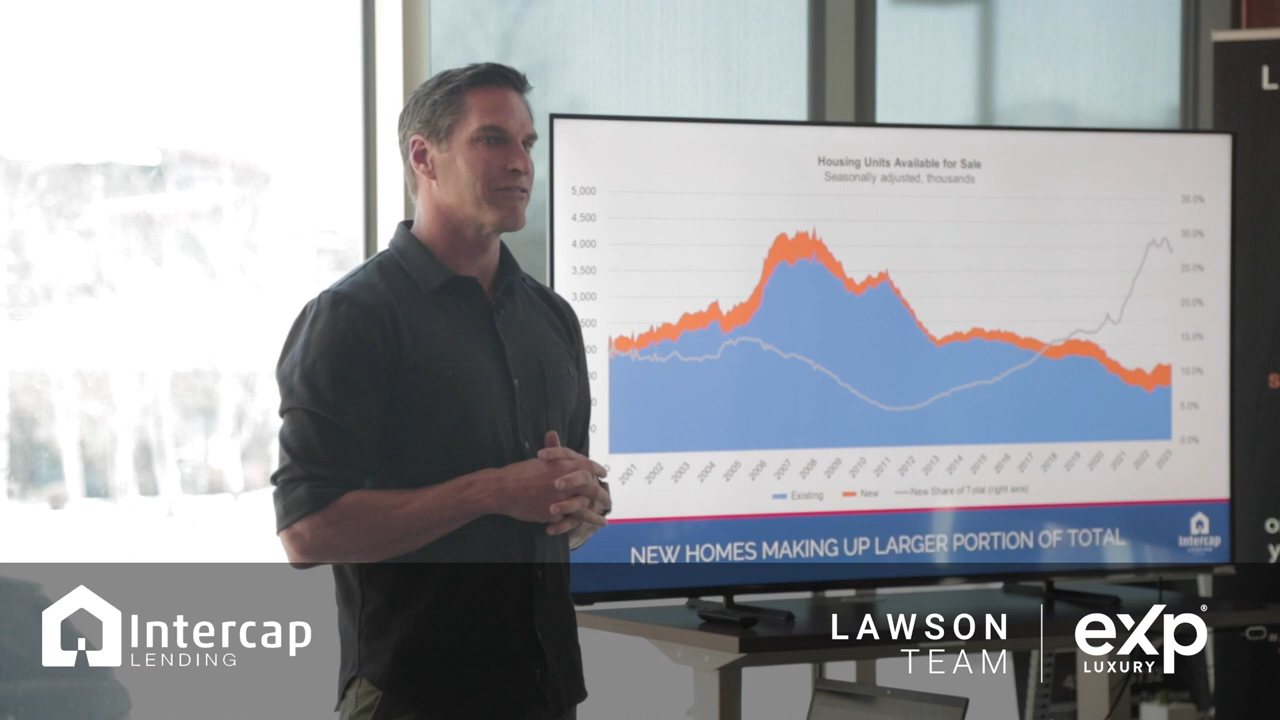 L
Housing Units Available for Sale
Seasonally adjusted, thousands
5,000
4,500
4,000
3,500
3,000
500
35.0%
30.0%
25.0%
20.0%
15.0%
10.0%
5.0%
0.0%
2001 2002 2003 2004 2005 2006 2007 2008 2009 2010 2011 2012 2013 2014 2015 2016 2017 2018 2019 2020 2021 2022 2023
Existing New New Share of Total (right axis)
NEW HOMES MAKING UP LARGER PORTION OF TOTAL
Intercap
Intercap
LENDING
LAWSON
TEAM
eXp®
LUXURY